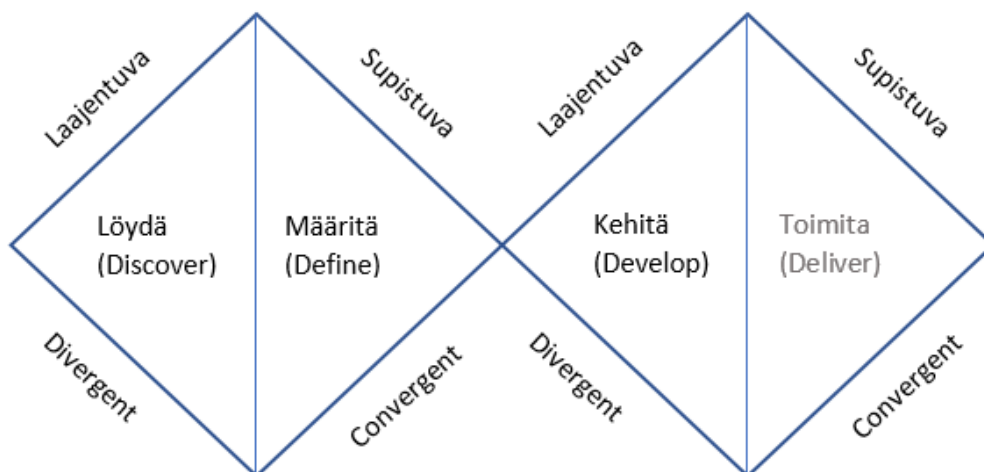 Laajentuva
Supistuva
Laajentuva
Supistuva
Löydä
(Discover)
Määritä
(Define)
Kehitä
(Develop)
Toimita
(Deliver)
Divergent
Convergent
Divergent
Convergent